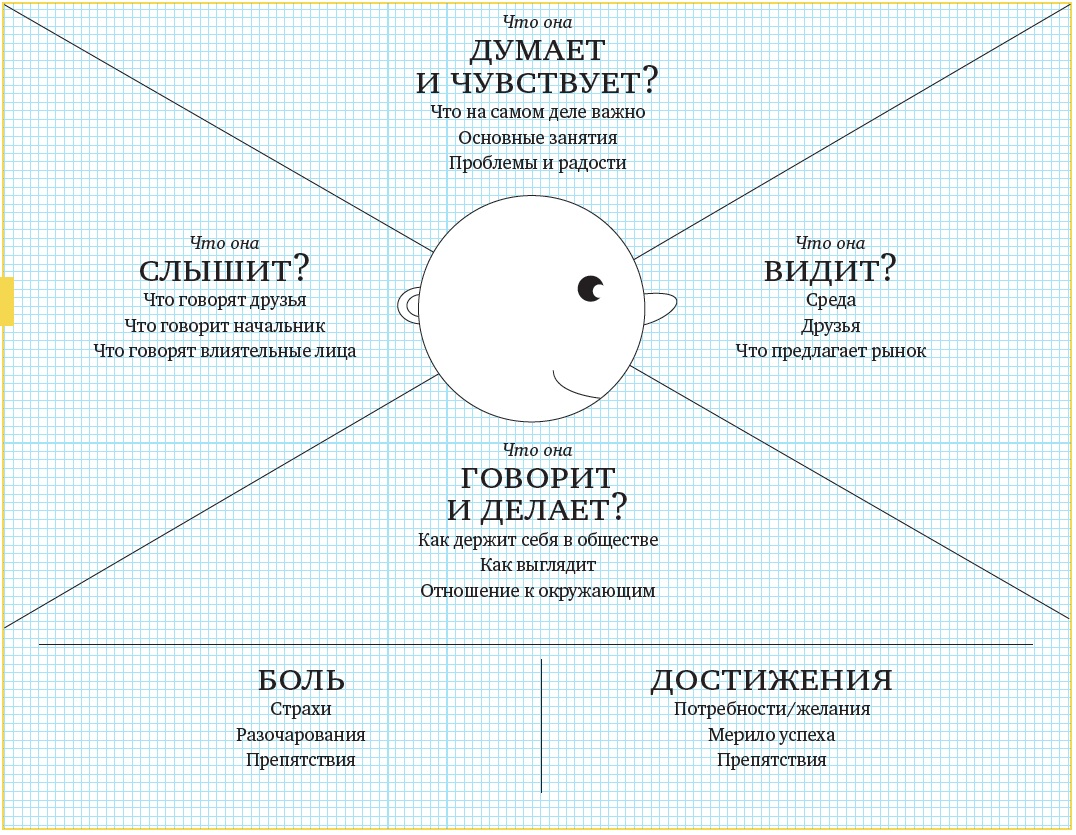 Что она
ДУМАЕТ
И ЧУВСТВУЕТ?
Что на самом деле важно
Основные занятия
Проблемы и радости
Что она
СЛЫШИТ?
Что говорят друзья
Что говорит начальник
Что говорят влиятельные лица
Что она
ВИДИТ?
Среда
Друзья
Что предлагает рынок
Что она
ГОВОРИТ
И ДЕЛАЕТ?
Как держит себя в обществе
Как выглядит
Отношение к окружающим
БОЛЬ
Страхи
Разочарования
Препятствия
ДОСТИЖЕНИЯ
Потребности/желания
Мерило успеха
Препятствия